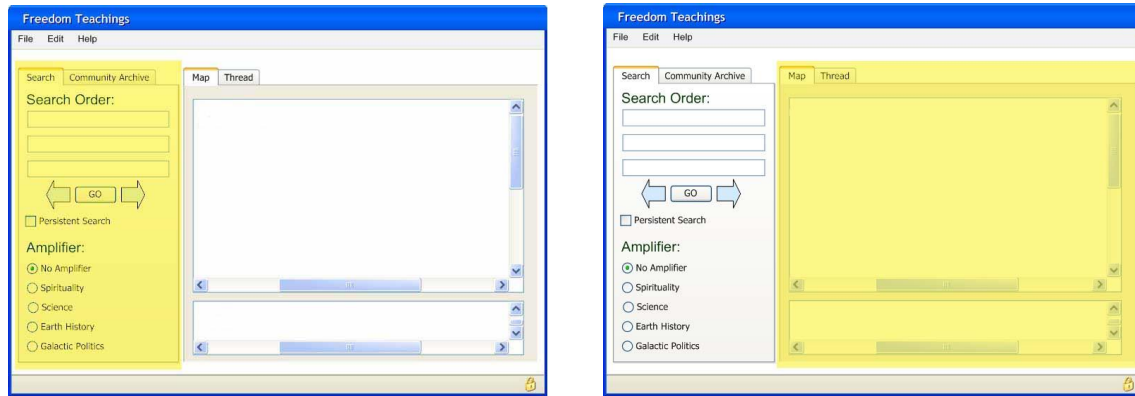 Freedom Teachings
File Edit Help
Search Community Archive Map Thread
Search Order:
GO
Persistent Search
Amplifier:
No Amplifier
Spirituality
Science
Earth History
Galactic Politics
Freedom Teachings
File Edit Help
Search Community Archive Map Thread
Search Order:
GO
Persistent Search
Amplifier:
No Amplifier
Spirituality
Science
Earth History
Galactic Politics